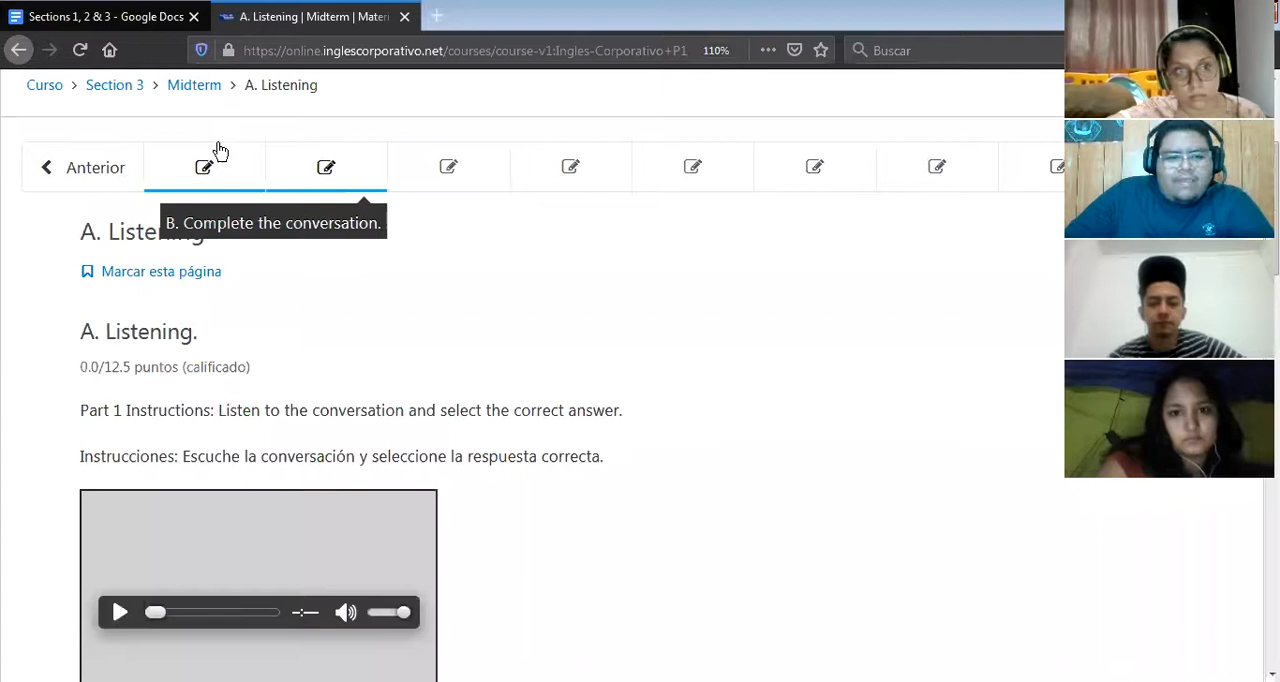 Sections 1, 2 & 3 - Google Docs
A. Listening | Midterm | Mater
https://online.inglescorporativo.net/courses/course-v1:Ingles-Corporativo+P1
110%
Buscar
Curso > Section 3 > Midterm > A. Listening
Anterior
B. Complete the conversation.
A. Listening
Marcar esta página
A. Listening.
0.0/12.5 puntos (calificado)
Part 1 Instructions: Listen to the conversation and select the correct answer.
Instrucciones: Escuche la conversación y seleccione la respuesta correcta.
--:--